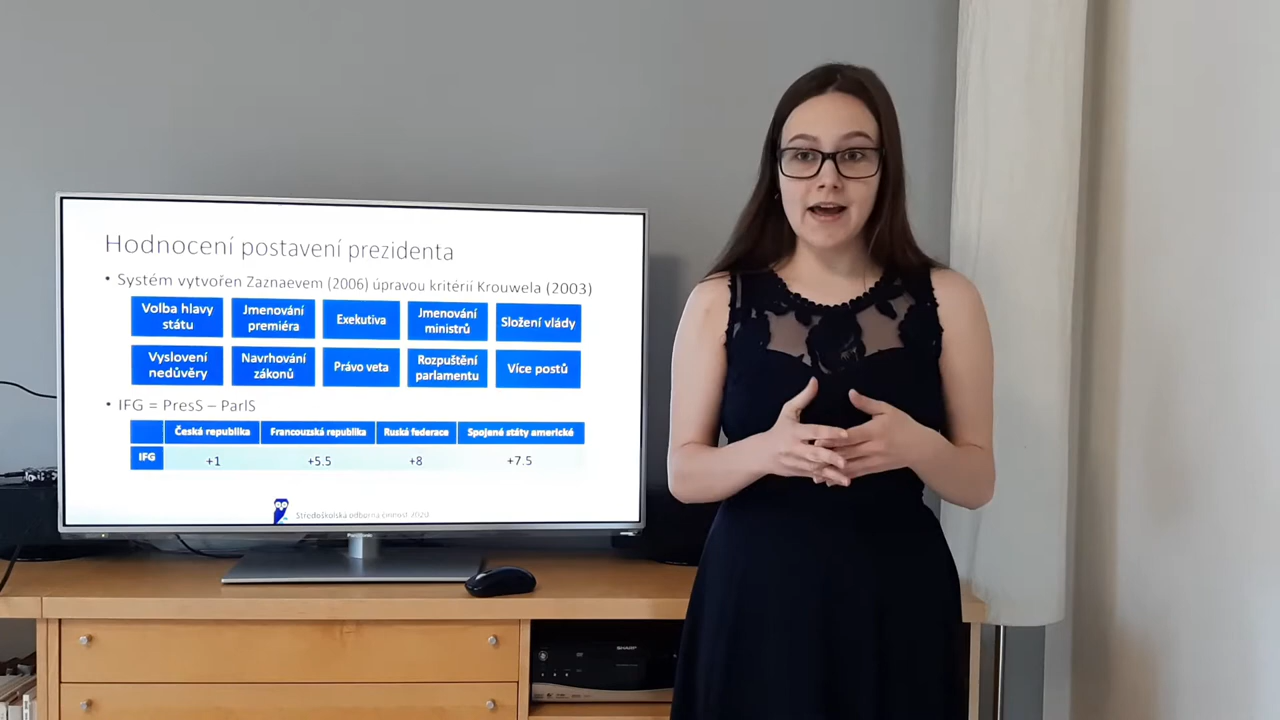 Hodnocení postavení prezidenta
• Systém vytvořen Zaznaevem (2006) úpravou kritérií Krouwela (2003)
Volba hlavy státu
Jmenování premiéra
Exekutiva
Jmenování ministrů
Složení vlády
Vyslovení nedůvěry
Navrhování zákonů
Právo veta
Rozpuštění parlamentu
Více postů
• IFG = PresS – ParlS
Česká republika Francouzská republika Ruská federace Spojené státy americké
IFG +1 +5.5 +8 +7.5
Středoškolská odborná činnost 2020
SHARP